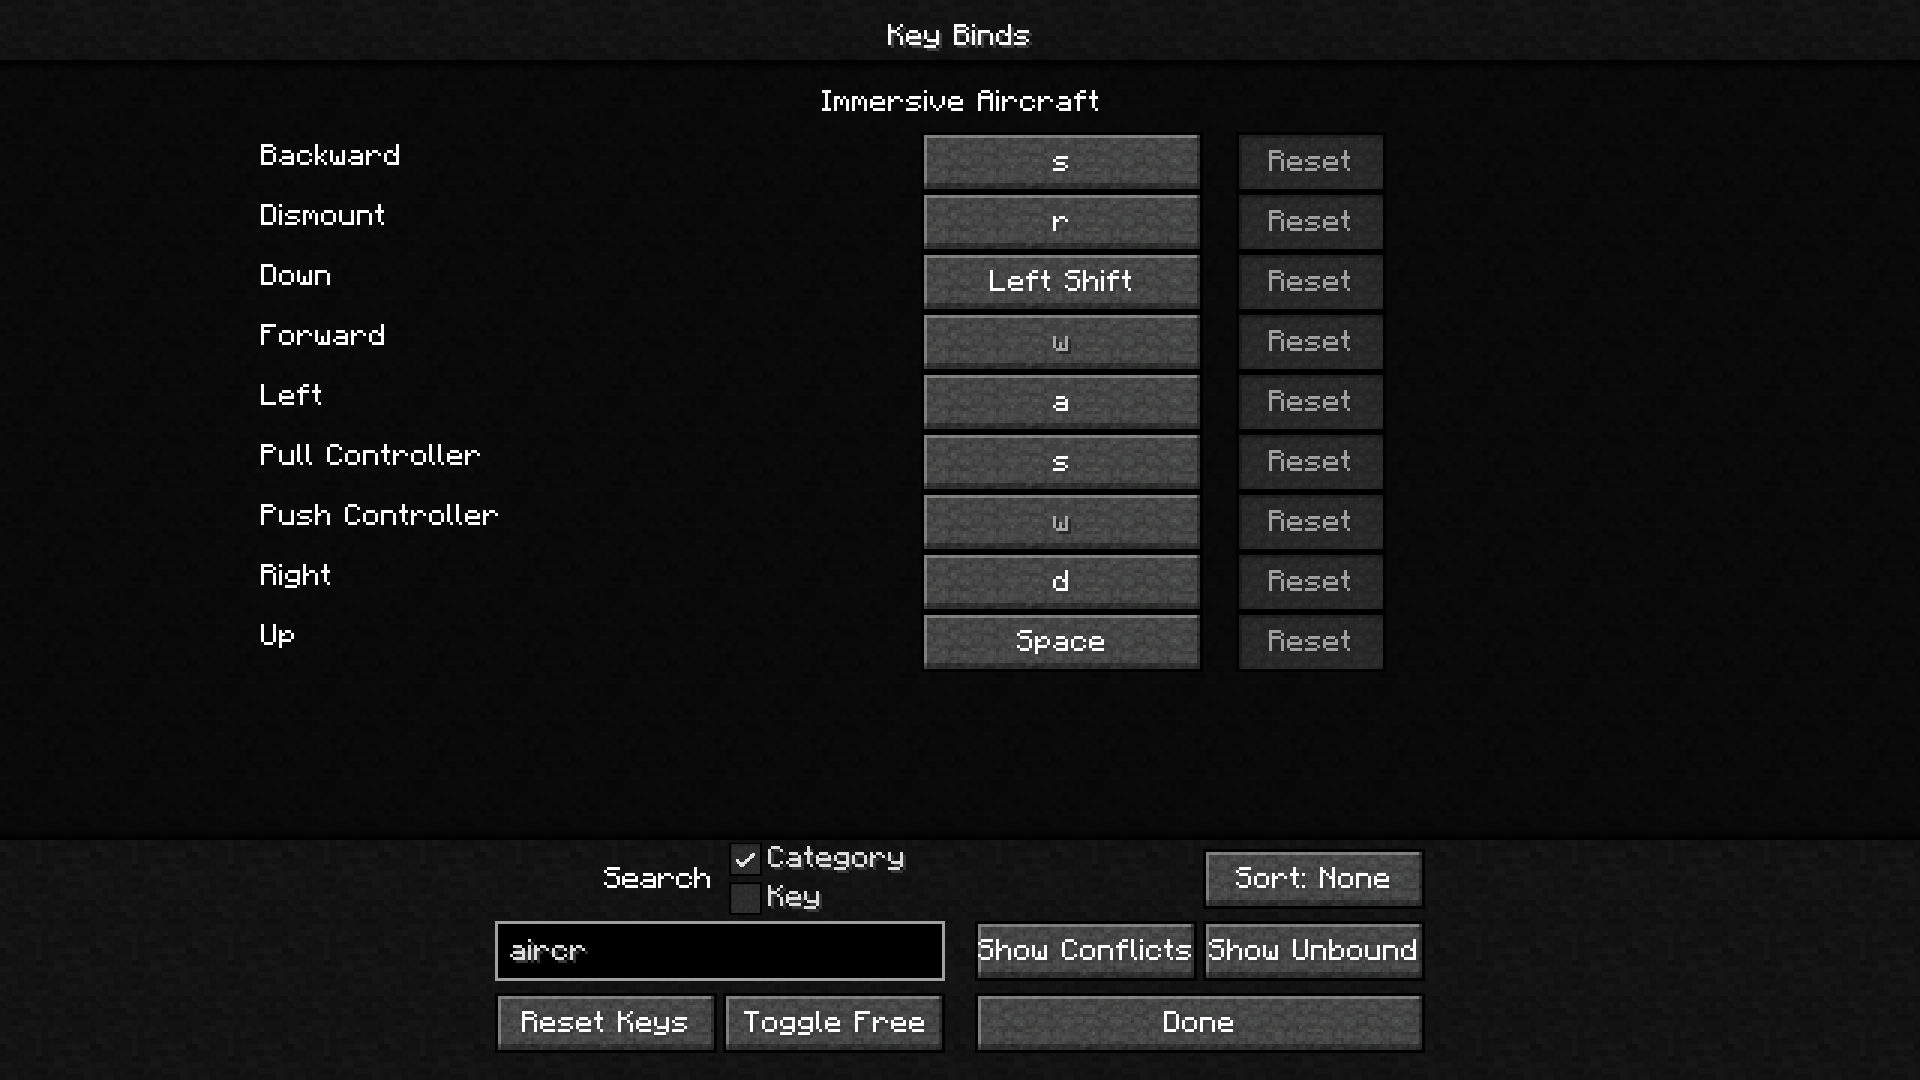 Key Binds
Immersive Aircraft
Backward s Reset
Dismount r Reset
Down Left Shift Reset
Forward w Reset
Left a Reset
Pull Controller s Reset
Push Controller w Reset
Right d Reset
Up Space Reset
Search Category Sort: None
Key
aircr Show Conflicts Show Unbound
Reset Keys Toggle Free Done